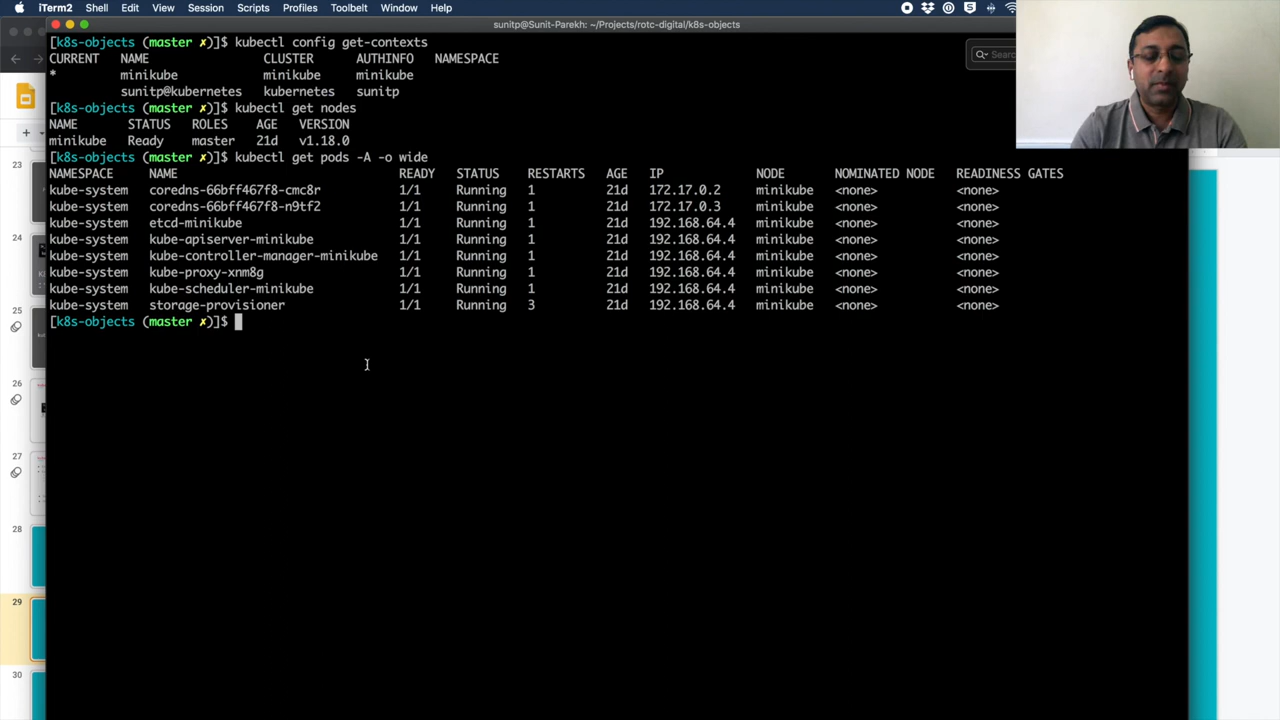 iTerm2 Shell Edit View Session Scripts Profiles Toolbelt Window Help
sunitp@Sunit-Parekh: ~/Projects/rotc-digital/k8s-objects
[k8s-objects (master ✗)]$ kubectl config get-contexts
CURRENT NAME CLUSTER AUTHINFO NAMESPACE
* minikube minikube minikube
sunitp@kubernetes kubernetes sunitp
[k8s-objects (master ✗)]$ kubectl get nodes
NAME STATUS ROLES AGE VERSION
minikube Ready master 21d v1.18.0
[k8s-objects (master ✗)]$ kubectl get pods -A -o wide
NAMESPACE NAME READY STATUS RESTARTS AGE IP NODE NOMINATED NODE READINESS GATES
kube-system coredns-66bff467f8-cmc8r 1/1 Running 1 21d 172.17.0.2 minikube <none> <none>
kube-system coredns-66bff467f8-n9tf2 1/1 Running 1 21d 172.17.0.3 minikube <none> <none>
kube-system etcd-minikube 1/1 Running 1 21d 192.168.64.4 minikube <none> <none>
kube-system kube-apiserver-minikube 1/1 Running 1 21d 192.168.64.4 minikube <none> <none>
kube-system kube-controller-manager-minikube 1/1 Running 1 21d 192.168.64.4 minikube <none> <none>
kube-system kube-proxy-xnm8g 1/1 Running 1 21d 192.168.64.4 minikube <none> <none>
kube-system kube-scheduler-minikube 1/1 Running 1 21d 192.168.64.4 minikube <none> <none>
kube-system storage-provisioner 1/1 Running 3 21d 192.168.64.4 minikube <none> <none>
[k8s-objects (master ✗)]$
23
24
25
26
27
28
29
30